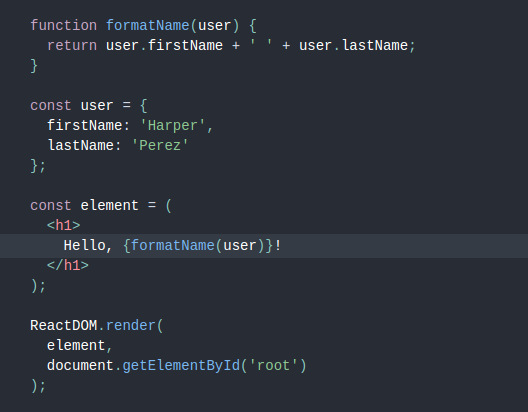 function formatName(user) {
  return user.firstName + ' ' + user.lastName;
}

const user = {
  firstName: 'Harper',
  lastName: 'Perez'
};

const element = (
  <h1>
    Hello, {formatName(user)}!
  </h1>
);

ReactDOM.render(
  element,
  document.getElementById('root')
);